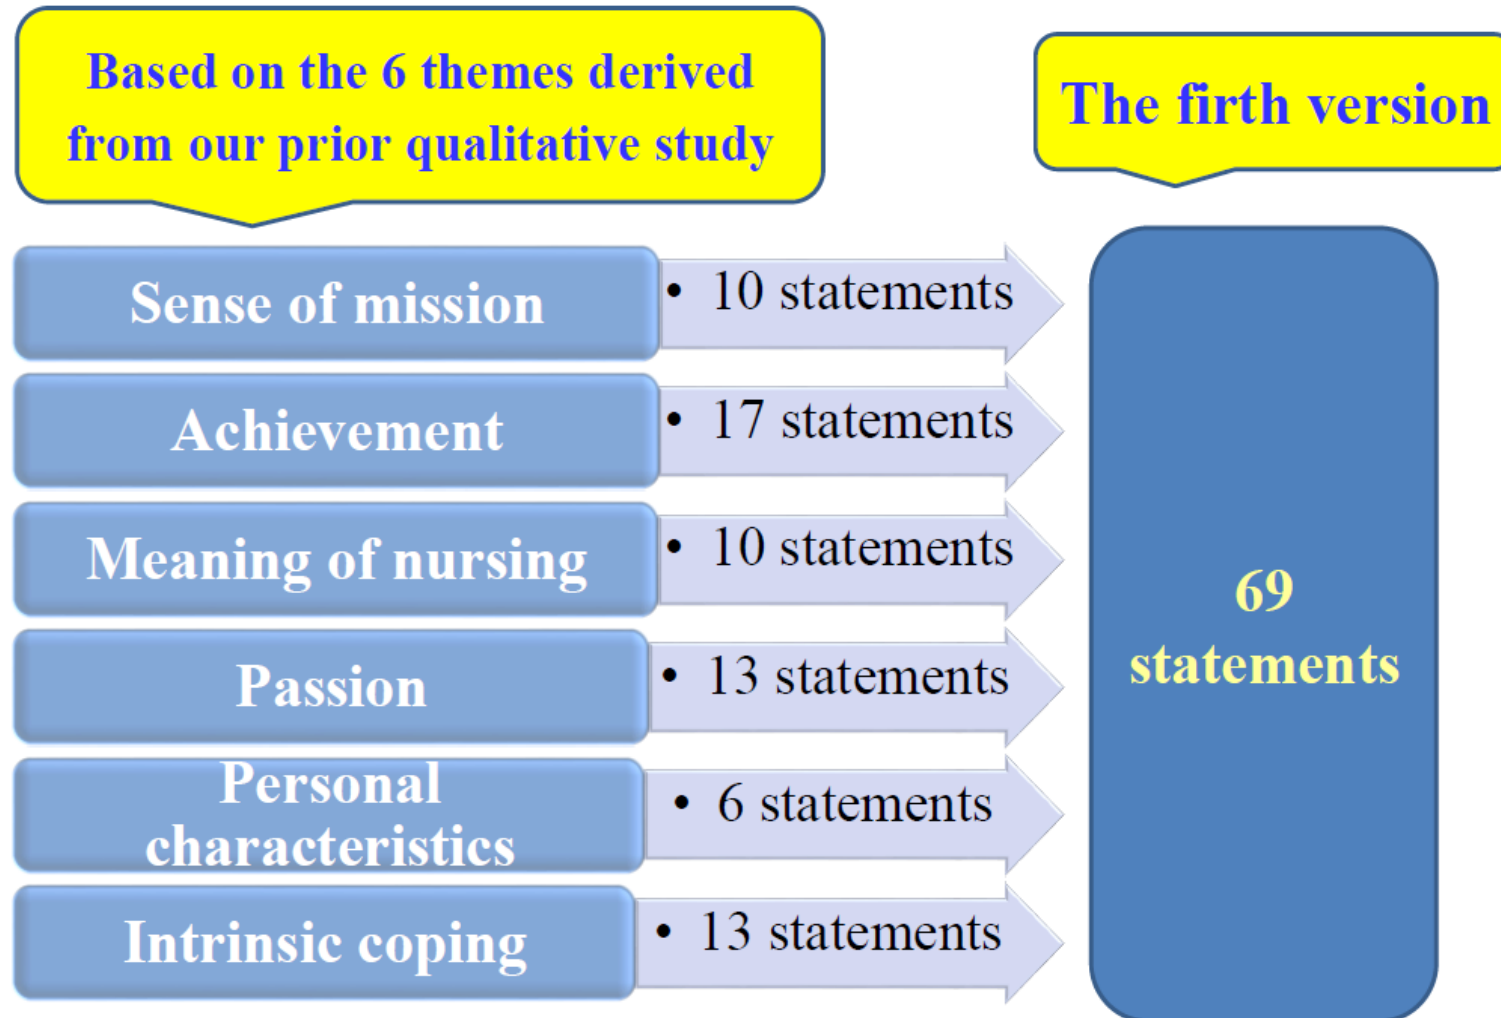 Based on the 6 themes derived
from our prior qualitative study
The firth version
Sense of mission
• 10 statements
Achievement
• 17 statements
Meaning of nursing
• 10 statements
Passion
• 13 statements
Personal
characteristics
• 6 statements
Intrinsic coping
• 13 statements
69
statements